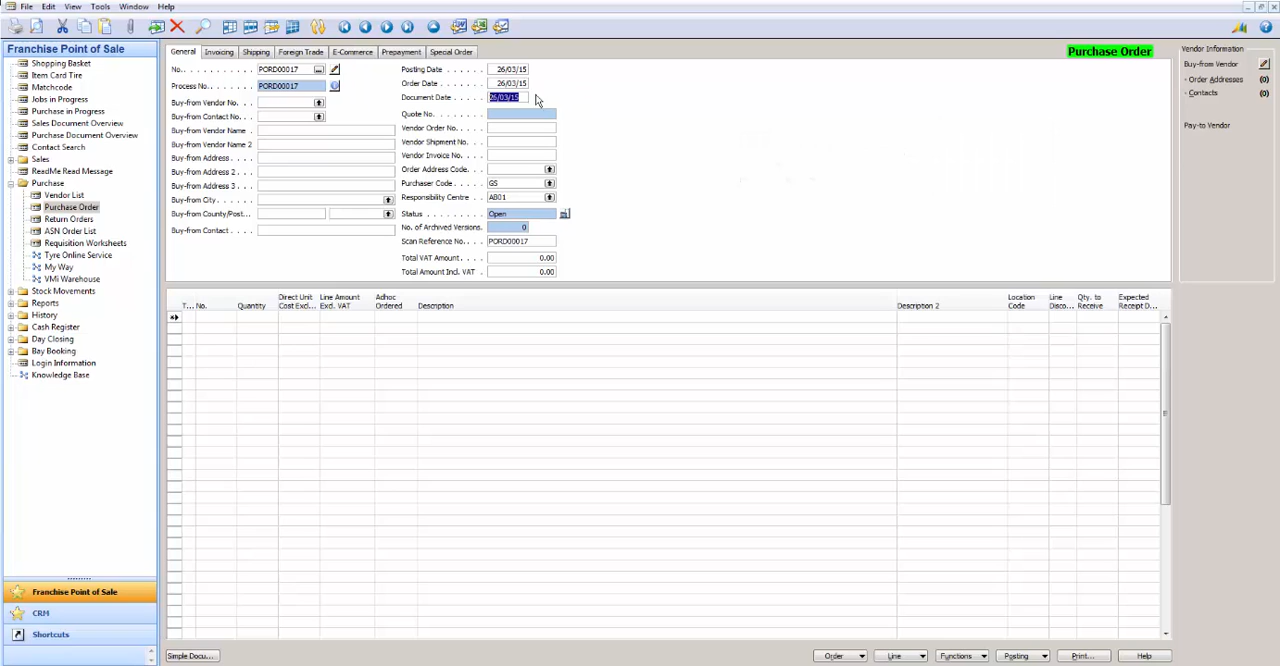 File Edit View Tools Window Help
Franchise Point of Sale
Shopping Basket
Item Card Tire
Matchcode
Jobs in Progress
Purchase in Progress
Sales Document Overview
Purchase Document Overview
Contact Search
Sales
ReadMe Read Message
Purchase
Vendor List
Purchase Order
Return Orders
ASN Order List
Requisition Worksheets
Tyre Online Service
My Way
VMI Warehouse
Stock Movements
Reports
History
Cash Register
Day Closing
Bay Booking
Login Information
Knowledge Base
Franchise Point of Sale
CRM
Shortcuts
General Invoicing Shipping Foreign Trade E-Commerce Prepayment Special Order
Purchase Order
No. PORD00017
Process No. PORD00017
Buy-from Vendor No.
Buy-from Contact No.
Buy-from Vendor Name
Buy-from Vendor Name 2
Buy-from Address
Buy-from Address 2
Buy-from Address 3
Buy-from City
Buy-from County/Post...
Buy-from Contact
Posting Date 26/03/15
Order Date 26/03/15
Document Date 26/03/15
Quote No.
Vendor Order No.
Vendor Shipment No.
Vendor Invoice No.
Order Address Code
Purchaser Code GS
Responsibility Centre AB01
Status Open
No. of Archived Versions 0
Scan Reference No. PORD00017
Total VAT Amount 0.00
Total Amount Incl. VAT 0.00
T... No. Quantity Direct Unit Cost Excl... Line Amount Excl. VAT Adhoc Ordered Description Description 2 Location Code Line Disco... Qty. to Receive Expected Receipt D...
Simple Docu... Order Line Functions Posting Print... Help
Vendor Information
Buy-from Vendor
Order Addresses (0)
Contacts (0)
Pay-to Vendor